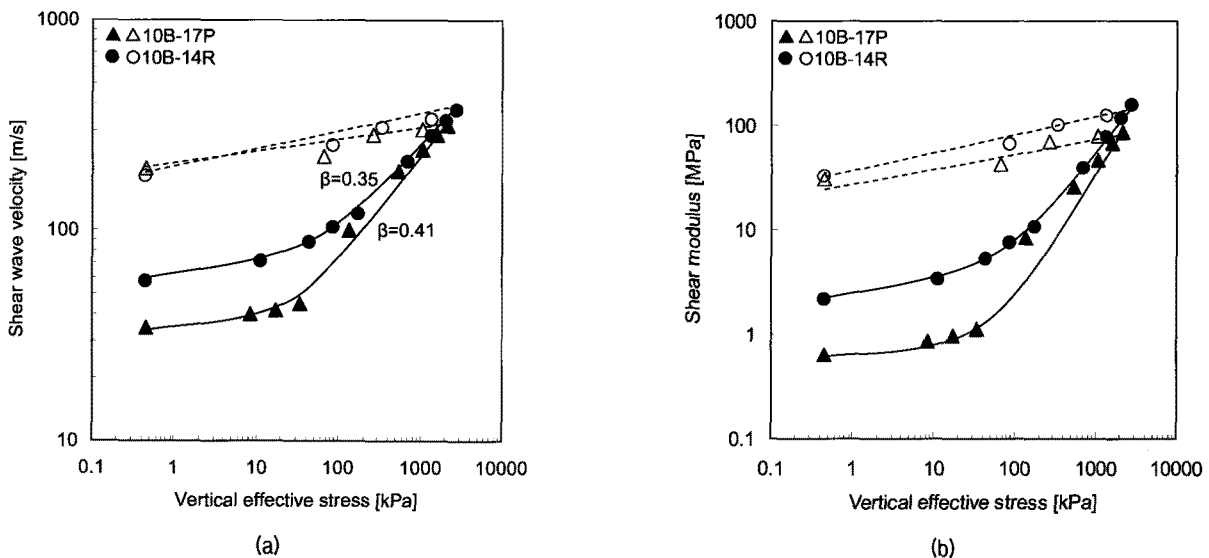 1000
▲ △ 10B-17P
● ○ 10B-14R
Shear wave velocity [m/s]
100
β=0.35
β=0.41
10
0.1 1 10 100 1000 10000
Vertical effective stress [kPa]
(a)
1000
▲ △ 10B-17P
● ○ 10B-14R
100
Shear modulus [MPa]
10
1
0.1
0.1 1 10 100 1000 10000
Vertical effective stress [kPa]
(b)